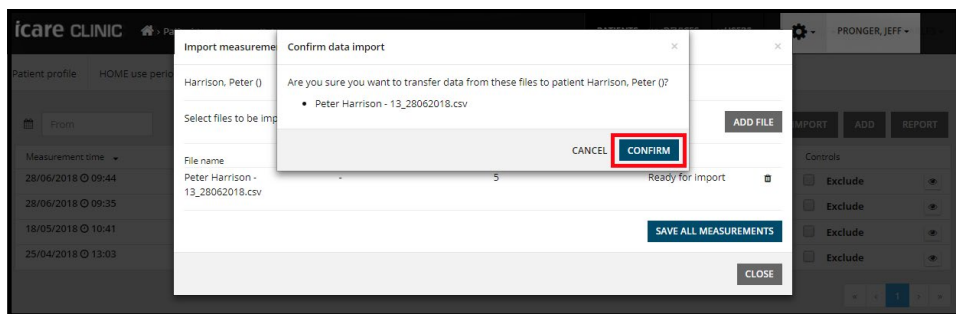 icare CLINIC
PRONGER, JEFF
Patient profile
HOME use perio
Import measureme
Confirm data import
Harrison, Peter ()
Are you sure you want to transfer data from these files to patient Harrison, Peter ()?
• Peter Harrison - 13_28062018.csv
Select files to be imp
ADD FILE
CANCEL
CONFIRM
From
IMPORT
ADD
REPORT
File name
Peter Harrison -
13_28062018.csv
-
5
Ready for import
SAVE ALL MEASUREMENTS
CLOSE
Measurement time
Controls
28/06/2018 09:44
Exclude
28/06/2018 09:35
Exclude
18/05/2018 10:41
Exclude
25/04/2018 13:03
Exclude
1